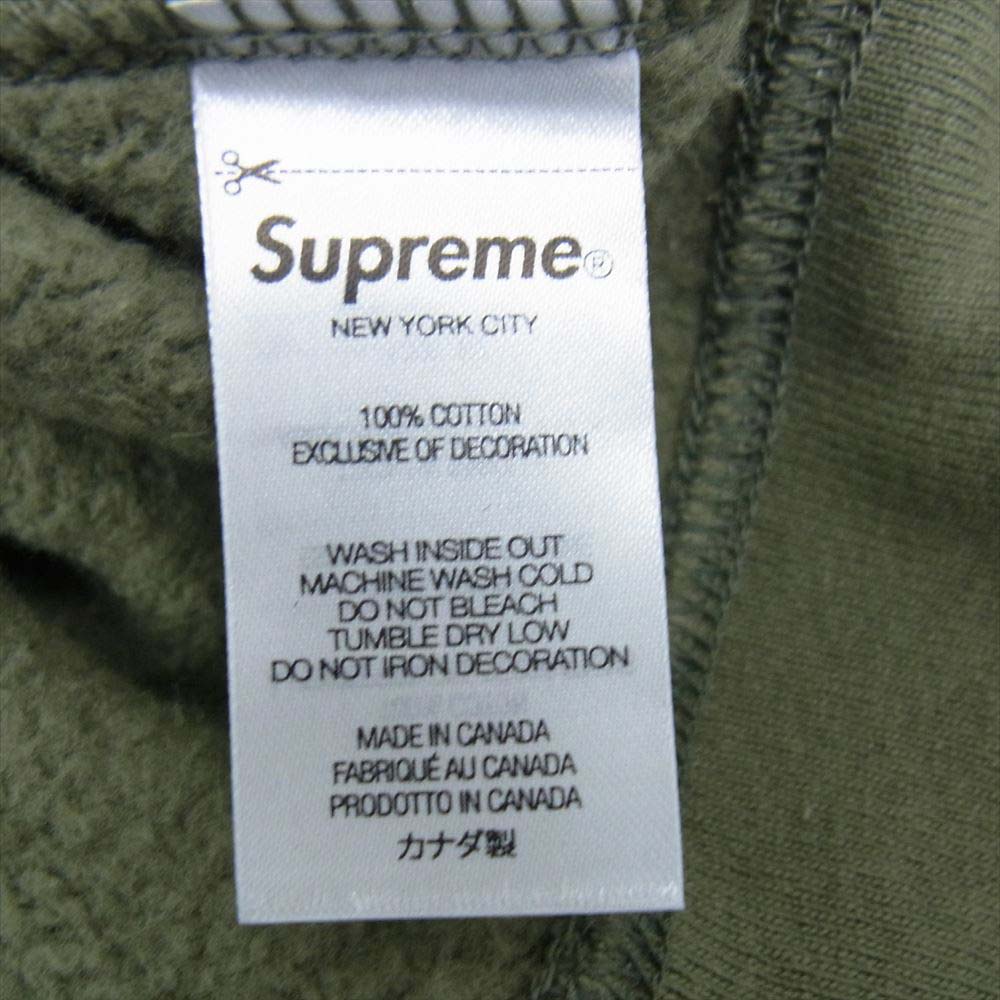 Supreme®
NEW YORK CITY
100% COTTON
EXCLUSIVE OF DECORATION
WASH INSIDE OUT
MACHINE WASH COLD
DO NOT BLEACH
TUMBLE DRY LOW
DO NOT IRON DECORATION
MADE IN CANADA
FABRIQUÉ AU CANADA
PRODOTTO IN CANADA
カナダ製